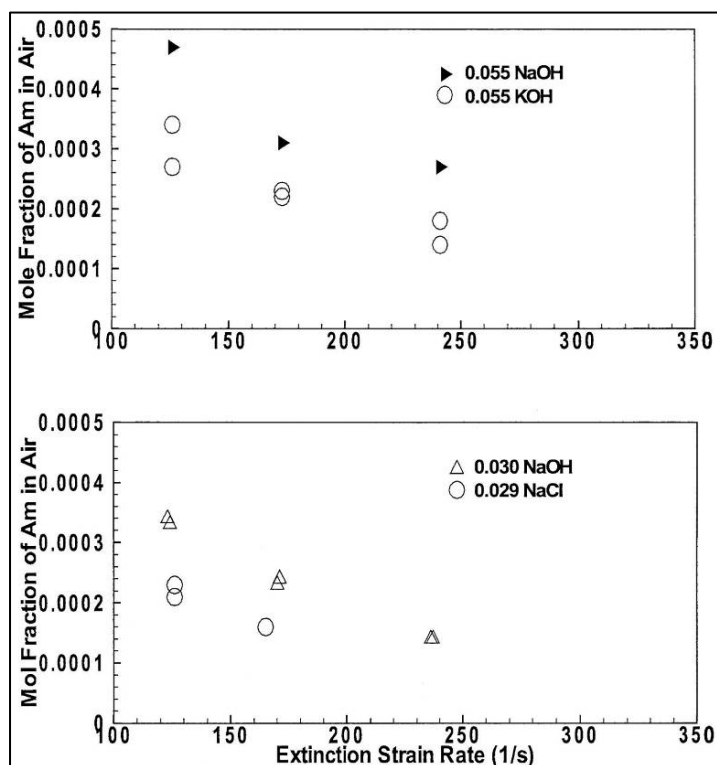 Mole Fraction of Am in Air
0.0005
0.0004
0.0003
0.0002
0.0001
0
0.055 NaOH
0.055 KOH
100 150 200 250 300 350
Mol Fraction of Am in Air
0.0005
0.0004
0.0003
0.0002
0.0001
0
0.030 NaOH
0.029 NaCl
100 150 200 250 300 350
Extinction Strain Rate (1/s)